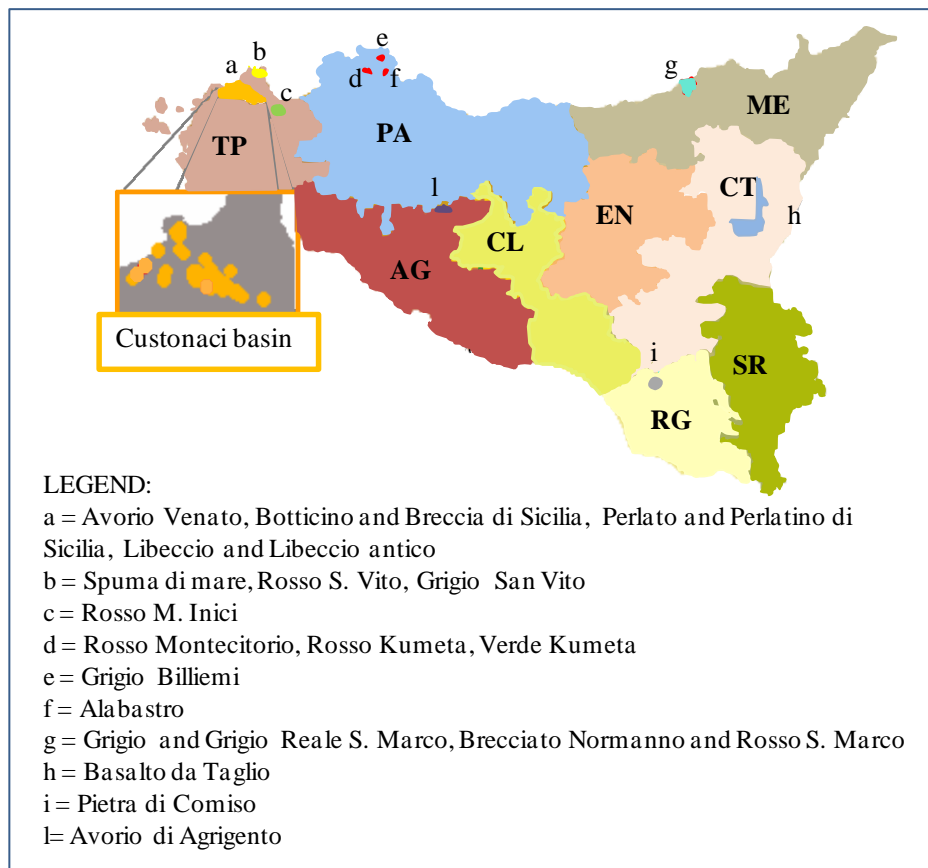 e
b
a
d
f
g
c
ME
PA
TP
CT
l
h
EN
CL
AG
Custonaci basin
i
SR
RG
LEGEND:
a = Avorio Venato, Botticino and Breccia di Sicilia, Perlato and Perlatino di
Sicilia, Libeccio and Libeccio antico
b = Spuma di mare, Rosso S. Vito, Grigio San Vito
c = Rosso M. Inici
d = Rosso Montecitorio, Rosso Kumeta, Verde Kumeta
e = Grigio Billiemi
f = Alabastro
g = Grigio and Grigio Reale S. Marco, Brecciato Normanno and Rosso S. Marco
h = Basalto da Taglio
i = Pietra di Comiso
l= Avorio di Agrigento